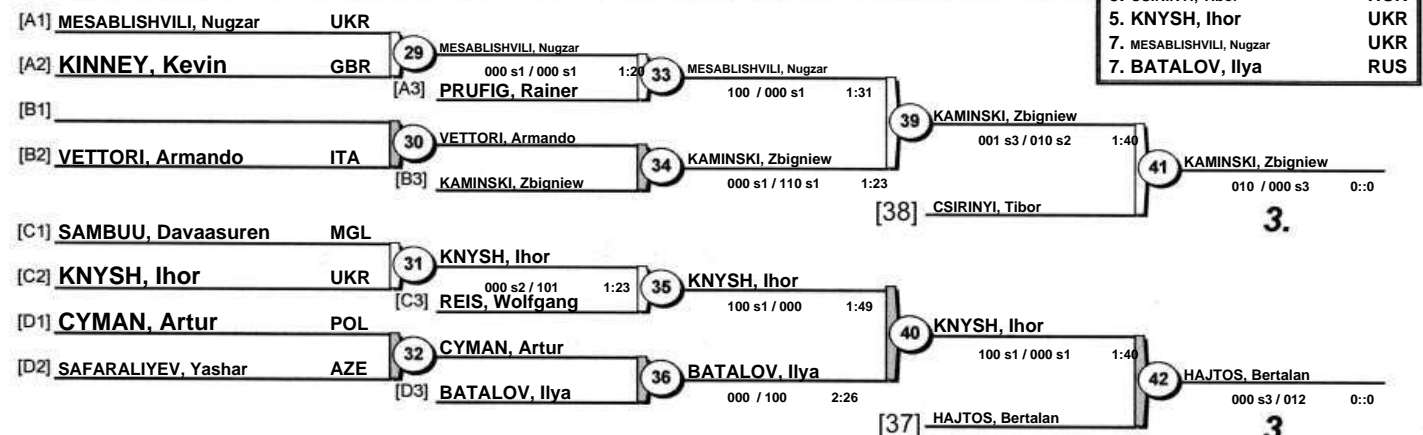 5. KNYSH, Ihor UKR
7. MESABLISHVILI, Nugzar UKR
7. BATALOV, Ilya RUS
[A1] MESABLISHVILI, Nugzar UKR
[A2] KINNEY, Kevin GBR
29
MESABLISHVILI, Nugzar
000 s1 / 000 s1 1:20
[A3] PRUFIG, Rainer
33
MESABLISHVILI, Nugzar
100 / 000 s1 1:31
[B1]
[B2] VETTORI, Armando ITA
30
VETTORI, Armando
[B3] KAMINSKI, Zbigniew
34
KAMINSKI, Zbigniew
000 s1 / 110 s1 1:23
39
KAMINSKI, Zbigniew
001 s3 / 010 s2 1:40
[38] CSIRINYI, Tibor
41
KAMINSKI, Zbigniew
010 / 000 s3 0::0
3.
[C1] SAMBUU, Davaasuren MGL
[C2] KNYSH, Ihor UKR
31
KNYSH, Ihor
000 s2 / 101 1:23
[C3] REIS, Wolfgang
35
KNYSH, Ihor
100 s1 / 000 1:49
[D1] CYMAN, Artur POL
[D2] SAFARALIYEV, Yashar AZE
32
CYMAN, Artur
[D3] BATALOV, Ilya
36
BATALOV, Ilya
000 / 100 2:26
40
KNYSH, Ihor
100 s1 / 000 s1 1:40
[37] HAJTOS, Bertalan
42
HAJTOS, Bertalan
000 s3 / 012 0::0
3